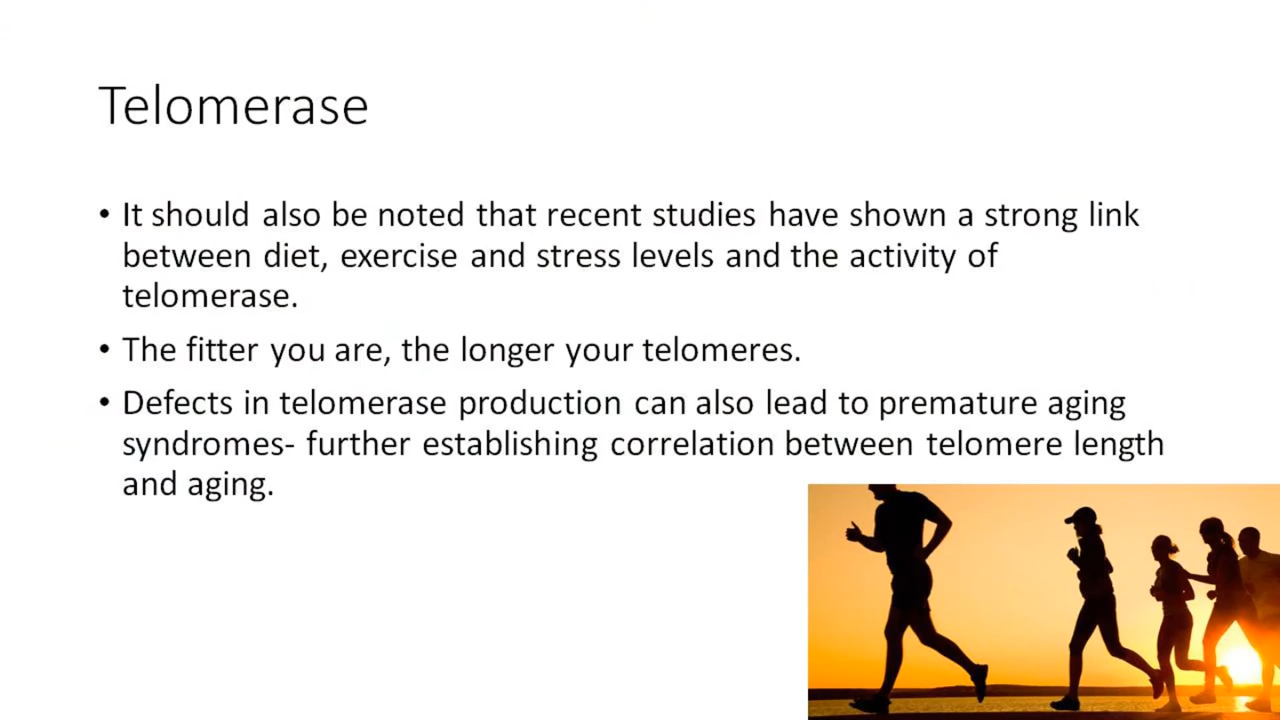 Telomerase
• It should also be noted that recent studies have shown a strong link
between diet, exercise and stress levels and the activity of
telomerase.
• The fitter you are, the longer your telomeres.
• Defects in telomerase production can also lead to premature aging
syndromes- further establishing correlation between telomere length
and aging.